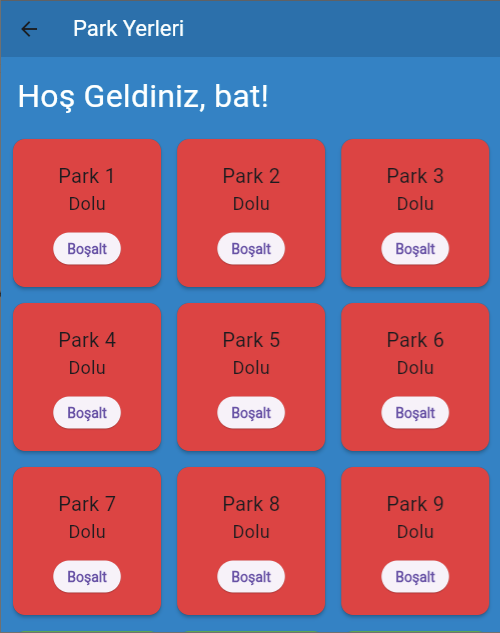 Park Yerleri
Hoş Geldiniz, bat!
Park 1
Dolu
Boşalt
Park 2
Dolu
Boşalt
Park 3
Dolu
Boşalt
Park 4
Dolu
Boşalt
Park 5
Dolu
Boşalt
Park 6
Dolu
Boşalt
Park 7
Dolu
Boşalt
Park 8
Dolu
Boşalt
Park 9
Dolu
Boşalt